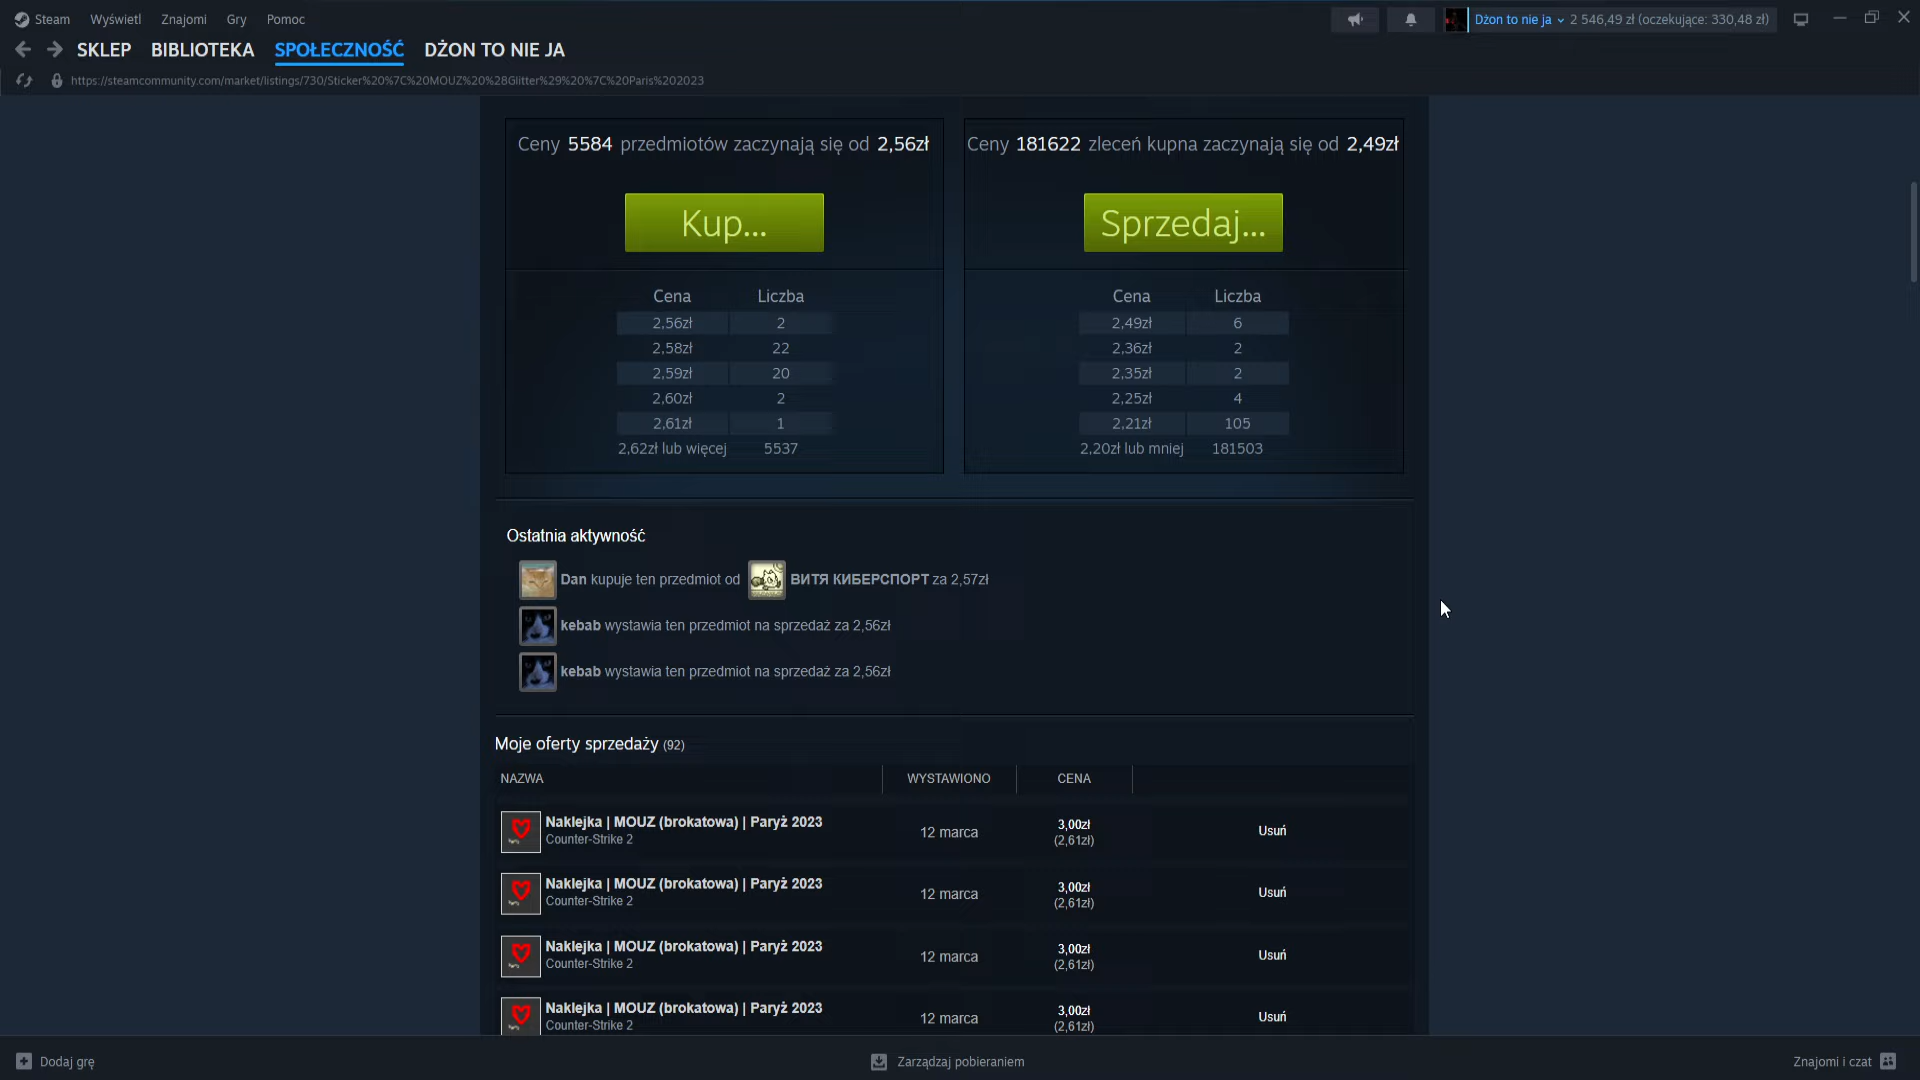 Steam Wyświetl Znajomi Gry Pomoc
Dżon to nie ja 2 546,49 zł (oczekujące: 330,48 zł)
SKLEP BIBLIOTEKA SPOŁECZNOŚĆ DŻON TO NIE JA
https://steamcommunity.com/market/listings/730/Sticker%20%7C%20MOUZ%20%28Glitter%29%20%7C%20Paris%202023
Ceny 5584 przedmiotów zaczynają się od 2,56zł
Kup...
Cena Liczba
2,56zł 2
2,58zł 22
2,59zł 20
2,60zł 2
2,61zł 1
2,62zł lub więcej 5537
Ceny 181622 zleceń kupna zaczynają się od 2,49zł
Sprzedaj...
Cena Liczba
2,49zł 6
2,36zł 2
2,35zł 2
2,25zł 4
2,21zł 105
2,20zł lub mniej 181503
Ostatnia aktywność
Dan kupuje ten przedmiot od ВИТЯ КИБЕРСПОРТ za 2,57zł
kebab wystawia ten przedmiot na sprzedaż za 2,56zł
kebab wystawia ten przedmiot na sprzedaż za 2,56zł
Moje oferty sprzedaży (92)
NAZWA WYSTAWIONO CENA
Naklejka | MOUZ (brokatowa) | Paryż 2023
Counter-Strike 2
12 marca
3,00zł
(2,61zł)
Usuń
Naklejka | MOUZ (brokatowa) | Paryż 2023
Counter-Strike 2
12 marca
3,00zł
(2,61zł)
Usuń
Naklejka | MOUZ (brokatowa) | Paryż 2023
Counter-Strike 2
12 marca
3,00zł
(2,61zł)
Usuń
Naklejka | MOUZ (brokatowa) | Paryż 2023
Counter-Strike 2
12 marca
3,00zł
(2,61zł)
Usuń
Dodaj grę Zarządzaj pobieraniem Znajomi i czat